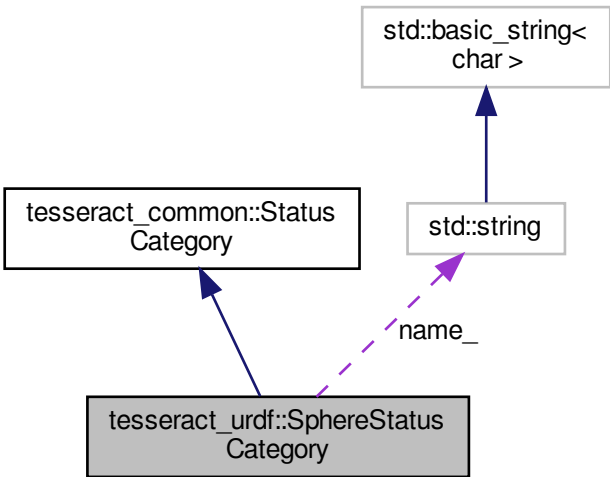 std::basic_string<
char >
tesseract_common::Status
Category
std::string
name_
tesseract_urdf::SphereStatus
Category